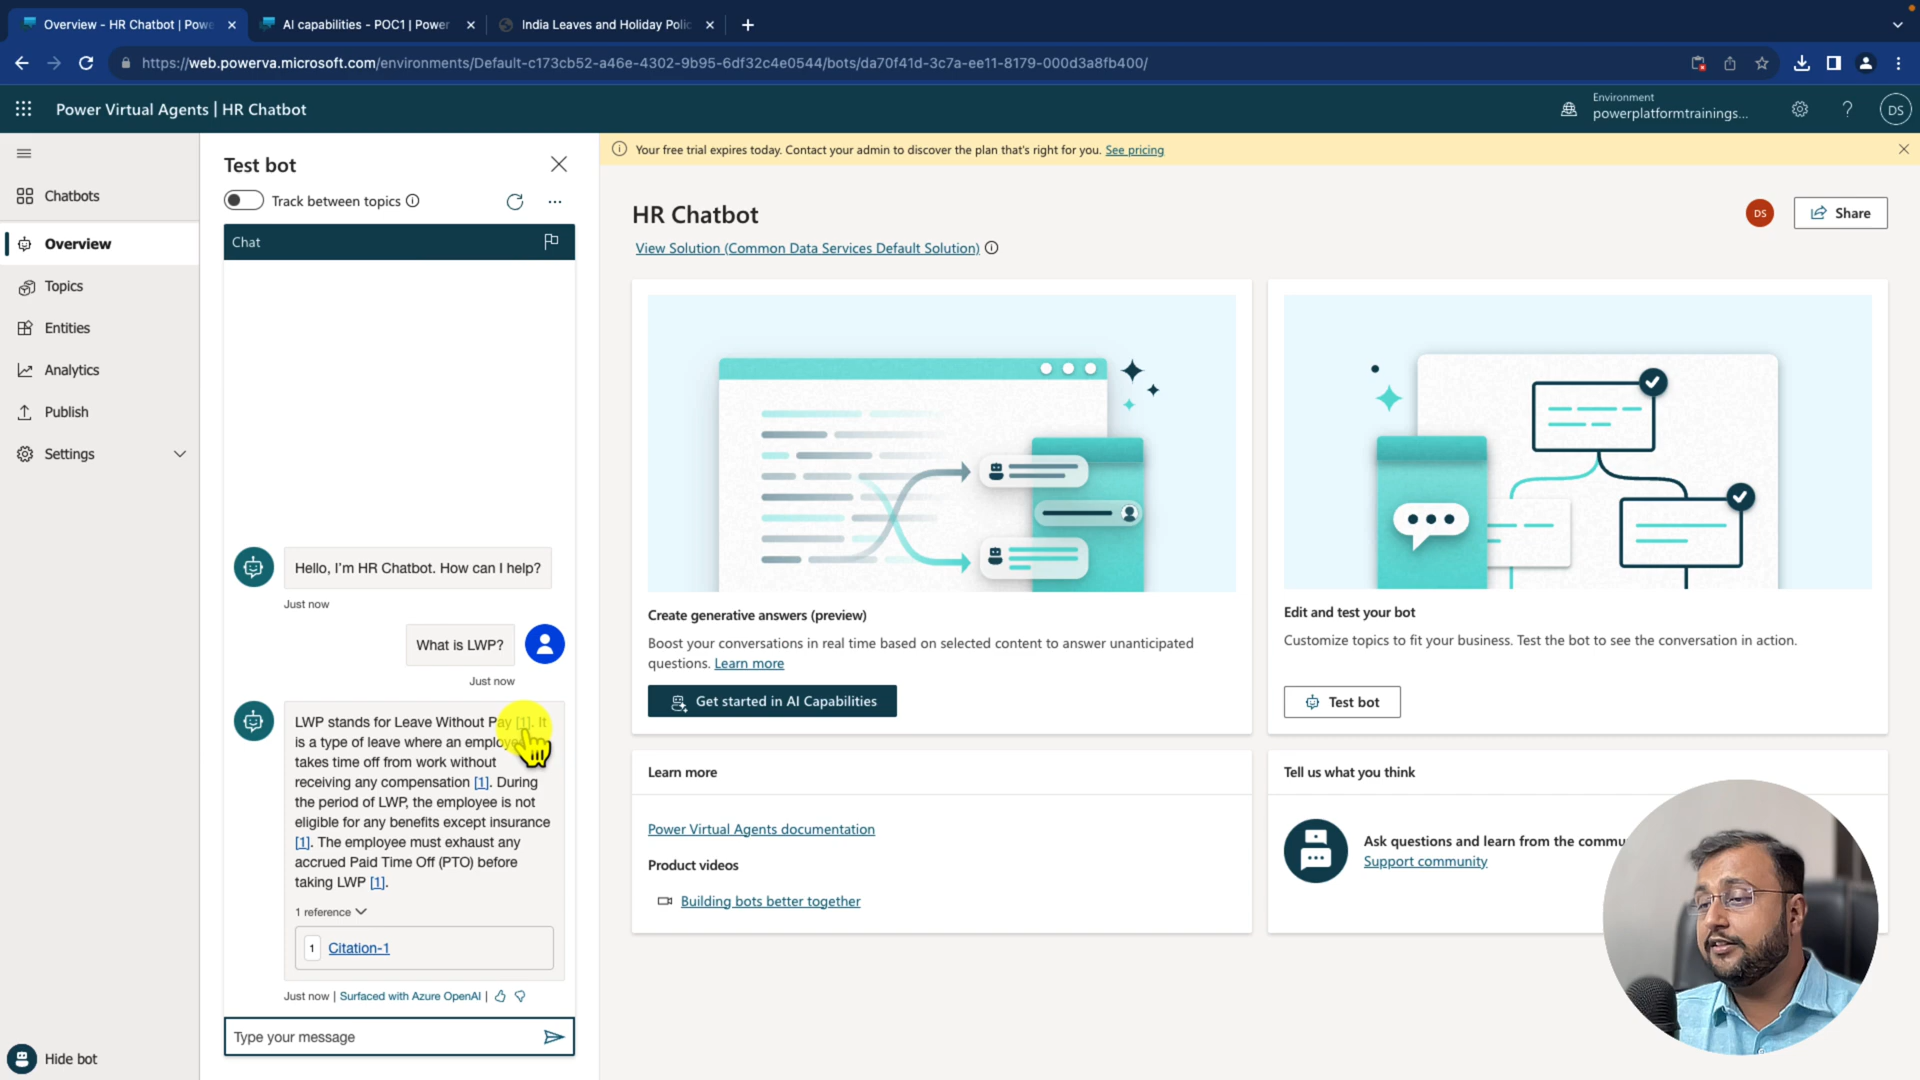 Overview - HR Chatbot | Powe
AI capabilities - POC1 | Power
India Leaves and Holiday Polic
https://web.powerva.microsoft.com/environments/Default-c173cb52-a46e-4302-9b95-6df32c4e0544/bots/da70f41d-3c7a-ee11-8179-000d3a8fb400/
Power Virtual Agents | HR Chatbot
Environment
powerplatformtrainings...
DS
Chatbots
Overview
Topics
Entities
Analytics
Publish
Settings
Hide bot
Test bot
Track between topics
Chat
Hello, I'm HR Chatbot. How can I help?
Just now
What is LWP?
Just now
LWP stands for Leave Without Pay [1]. It
is a type of leave where an employee
takes time off from work without
receiving any compensation [1]. During
the period of LWP, the employee is not
eligible for any benefits except insurance
[1]. The employee must exhaust any
accrued Paid Time Off (PTO) before
taking LWP [1].
1 reference
1 Citation-1
Just now | Surfaced with Azure OpenAI |
Type your message
Your free trial expires today. Contact your admin to discover the plan that's right for you. See pricing
HR Chatbot
DS
Share
View Solution (Common Data Services Default Solution)
Create generative answers (preview)
Boost your conversations in real time based on selected content to answer unanticipated
questions. Learn more
Get started in AI Capabilities
Edit and test your bot
Customize topics to fit your business. Test the bot to see the conversation in action.
Test bot
Learn more
Power Virtual Agents documentation
Product videos
Building bots better together
Tell us what you think
Ask questions and learn from the commu
Support community